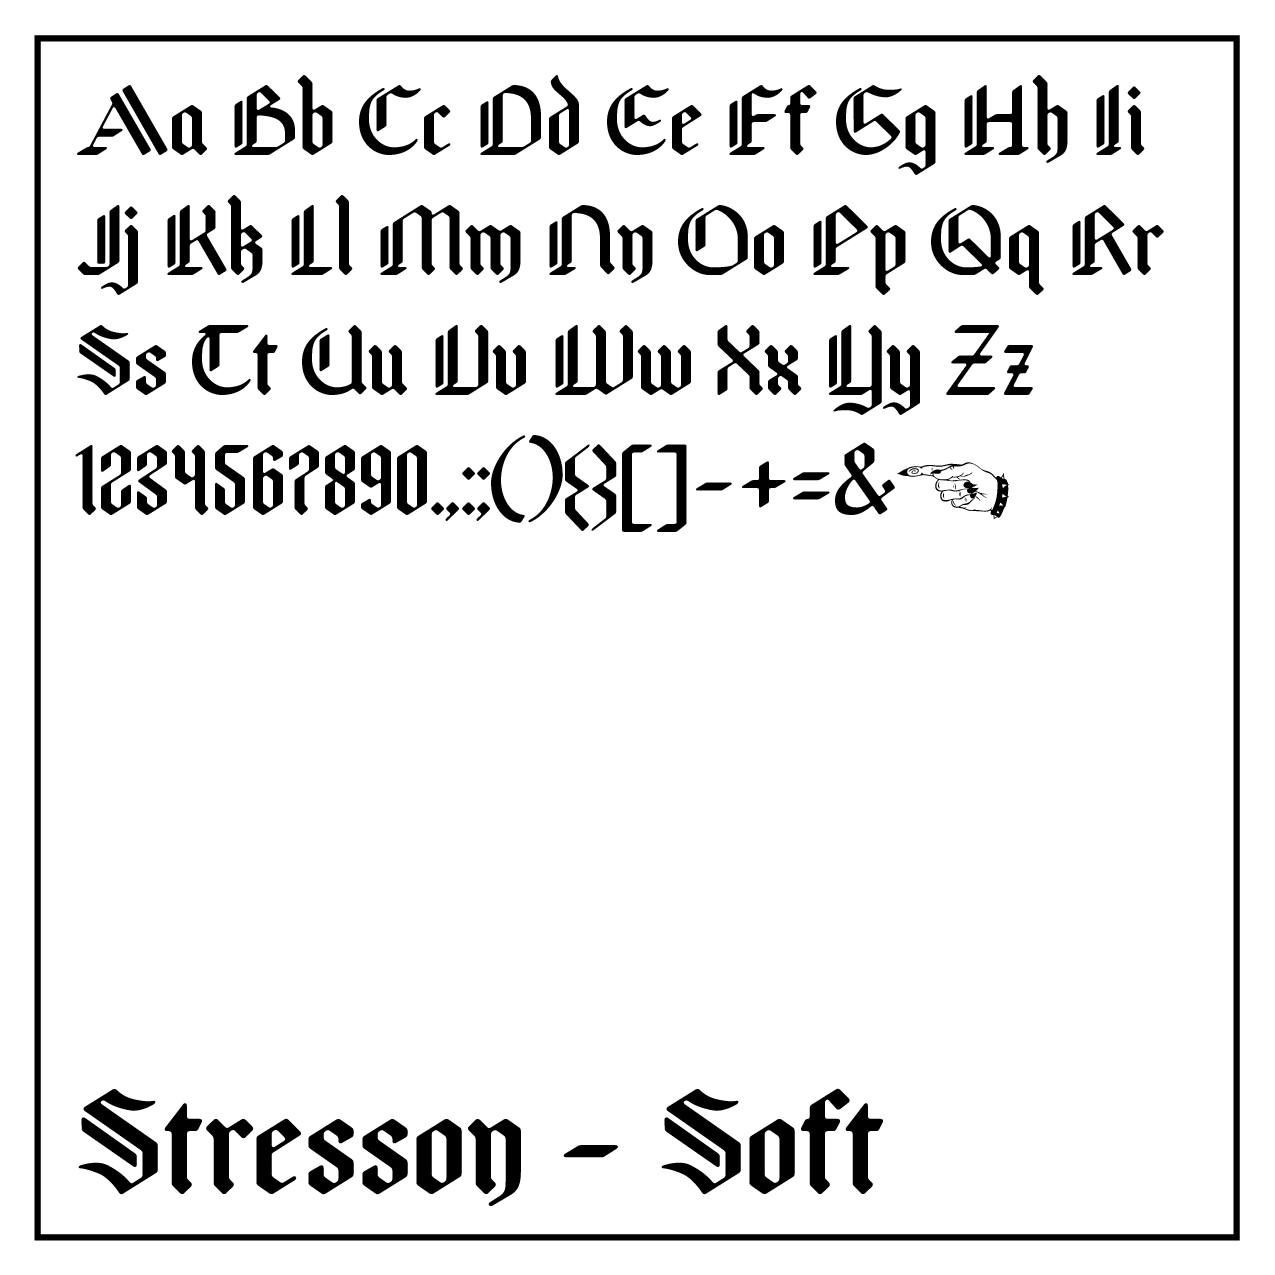 Aa Bb Cc Dd Ee Ff Gg Hh Ii
Jj Kk Ll Mm Nn Oo Pp Qq Rr
Ss Tt Uu Vv Ww Xx Yy Zz
1234567890.,:;(){}[]-+=&
Stresson - Soft